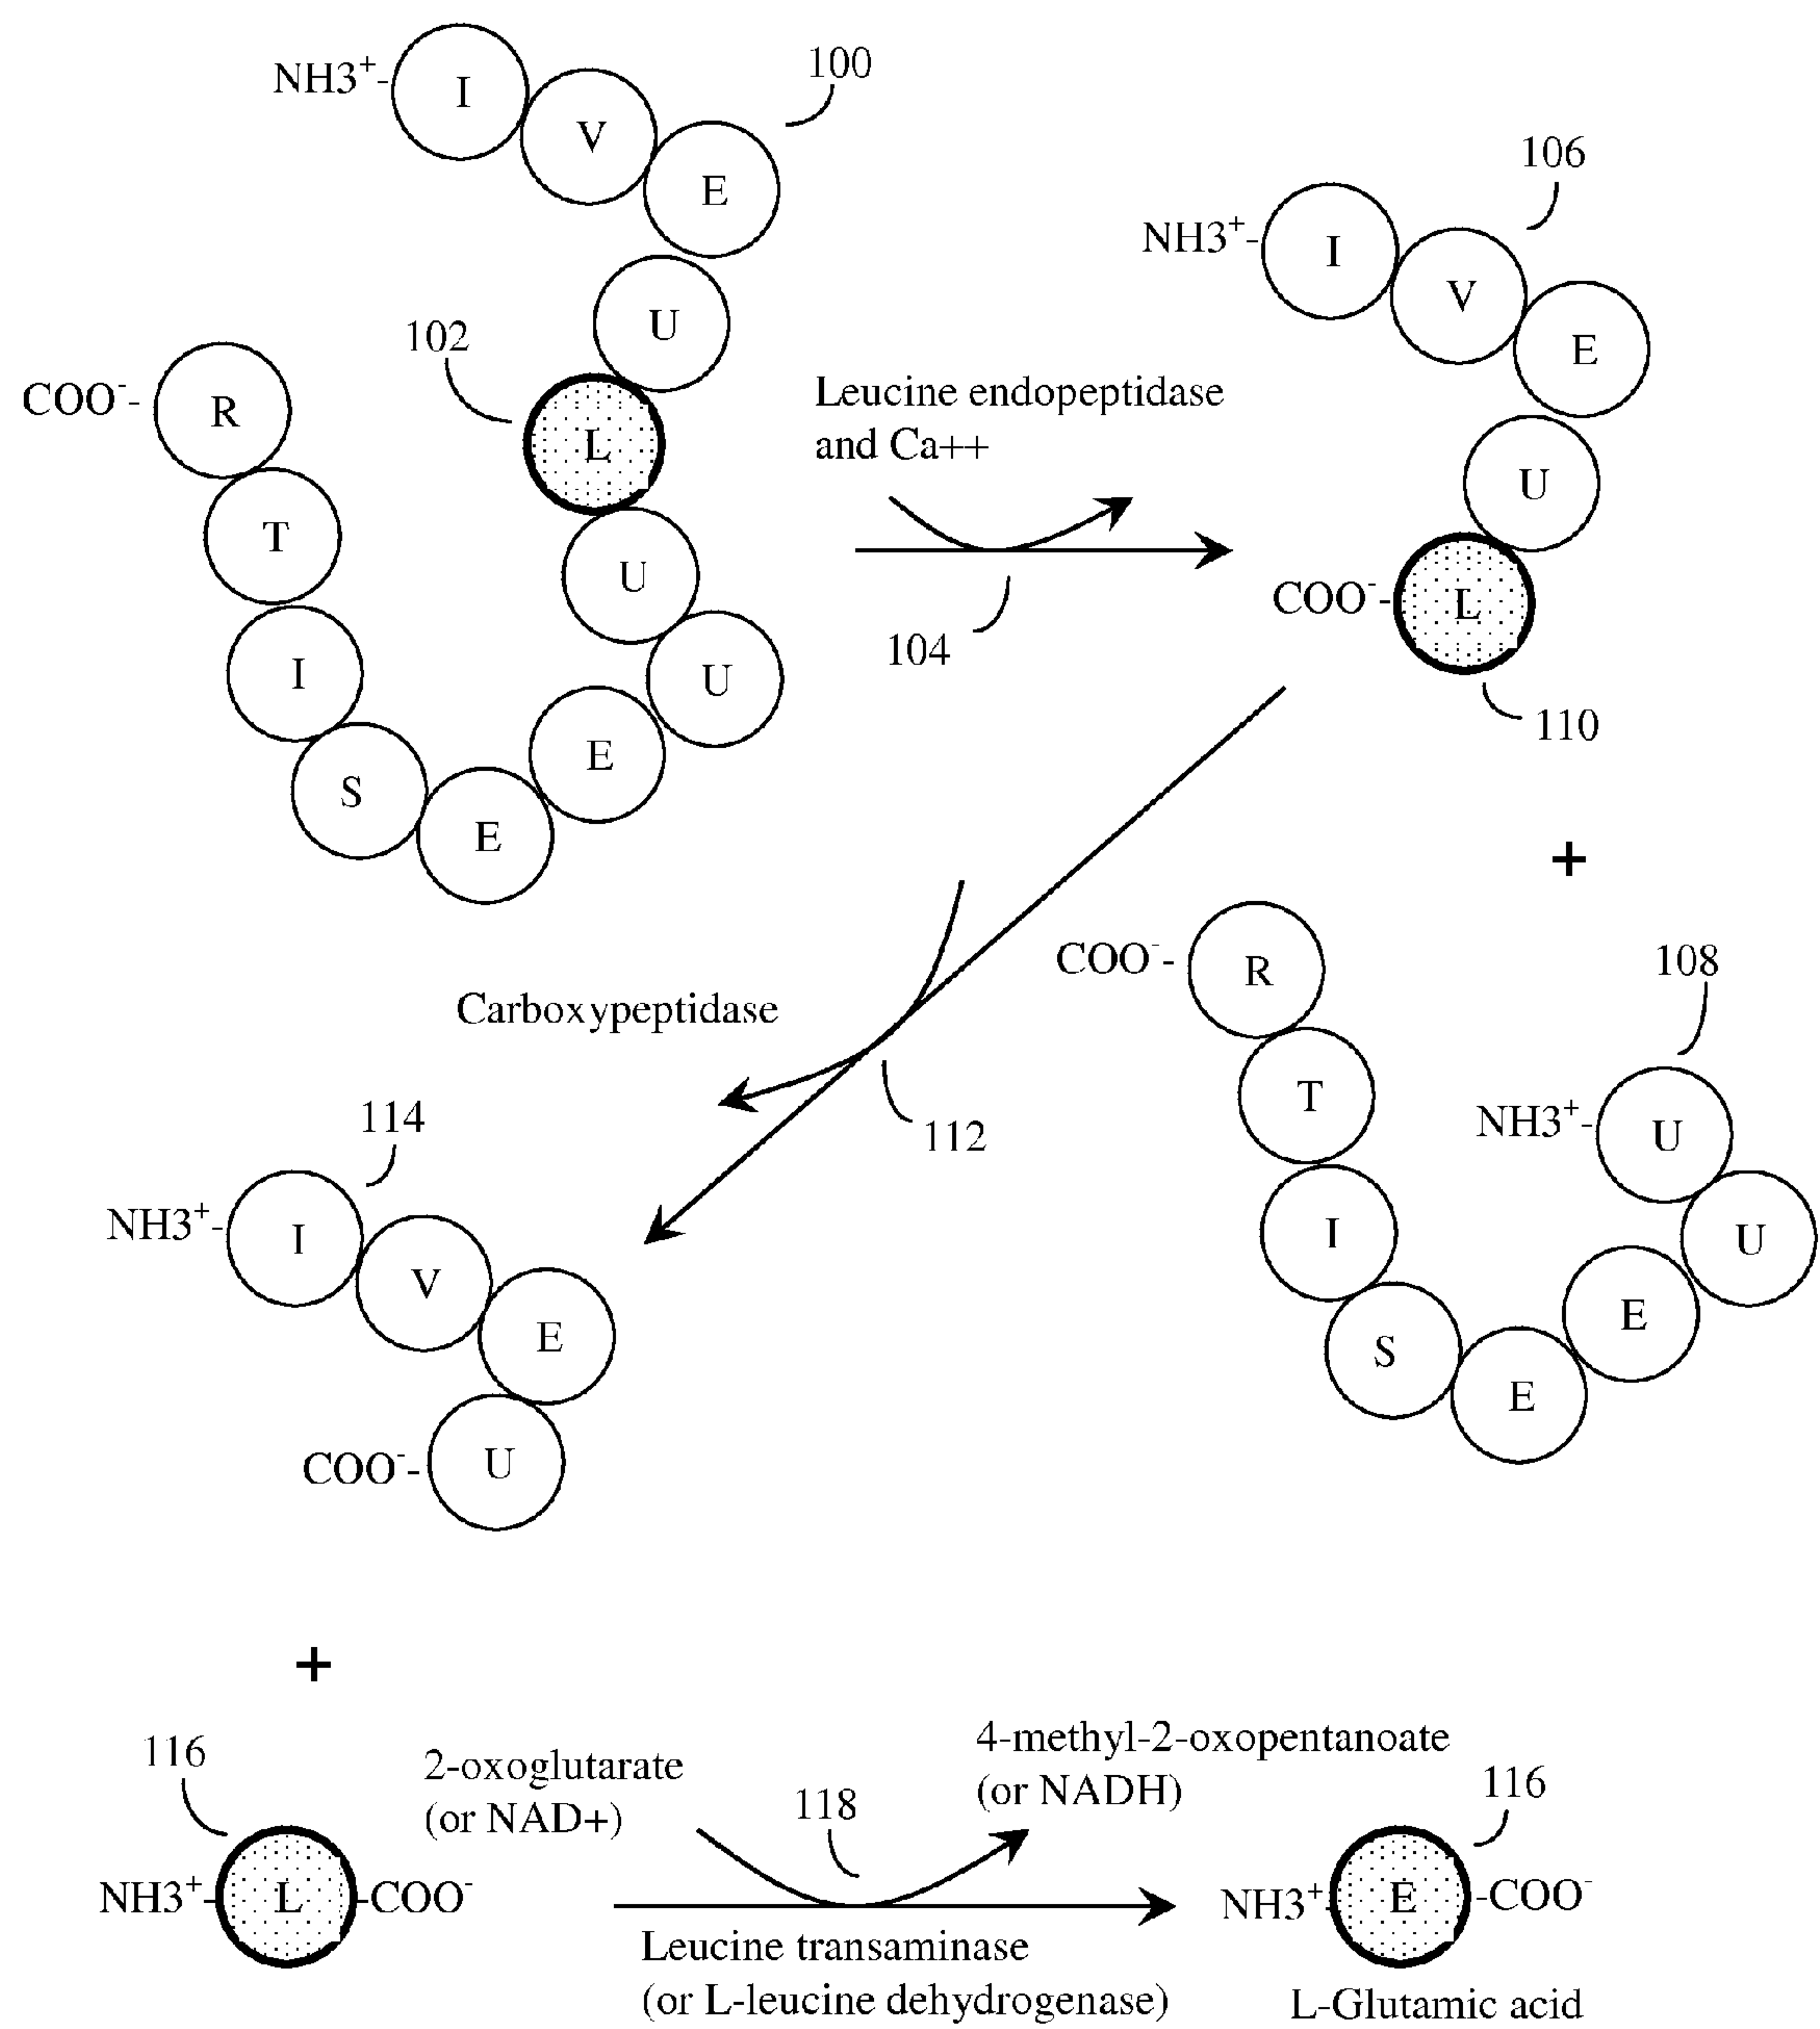 NH3⁺-
I
V
E
100
U
102
L
COO⁻-
R
T
I
S
E
E
U
U
Leucine endopeptidase
and Ca++
104
106
NH3⁺-
I
V
E
U
COO⁻-
L
110
+
COO⁻-
R
T
I
S
E
E
U
NH3⁺-
U
108
Carboxypeptidase
112
114
NH3⁺-
I
V
E
COO⁻-
U
+
116
NH3⁺-
L
-COO⁻
2-oxoglutarate
(or NAD+)
118
4-methyl-2-oxopentanoate
(or NADH)
Leucine transaminase
(or L-leucine dehydrogenase)
116
NH3⁺-
E
-COO⁻
L-Glutamic acid